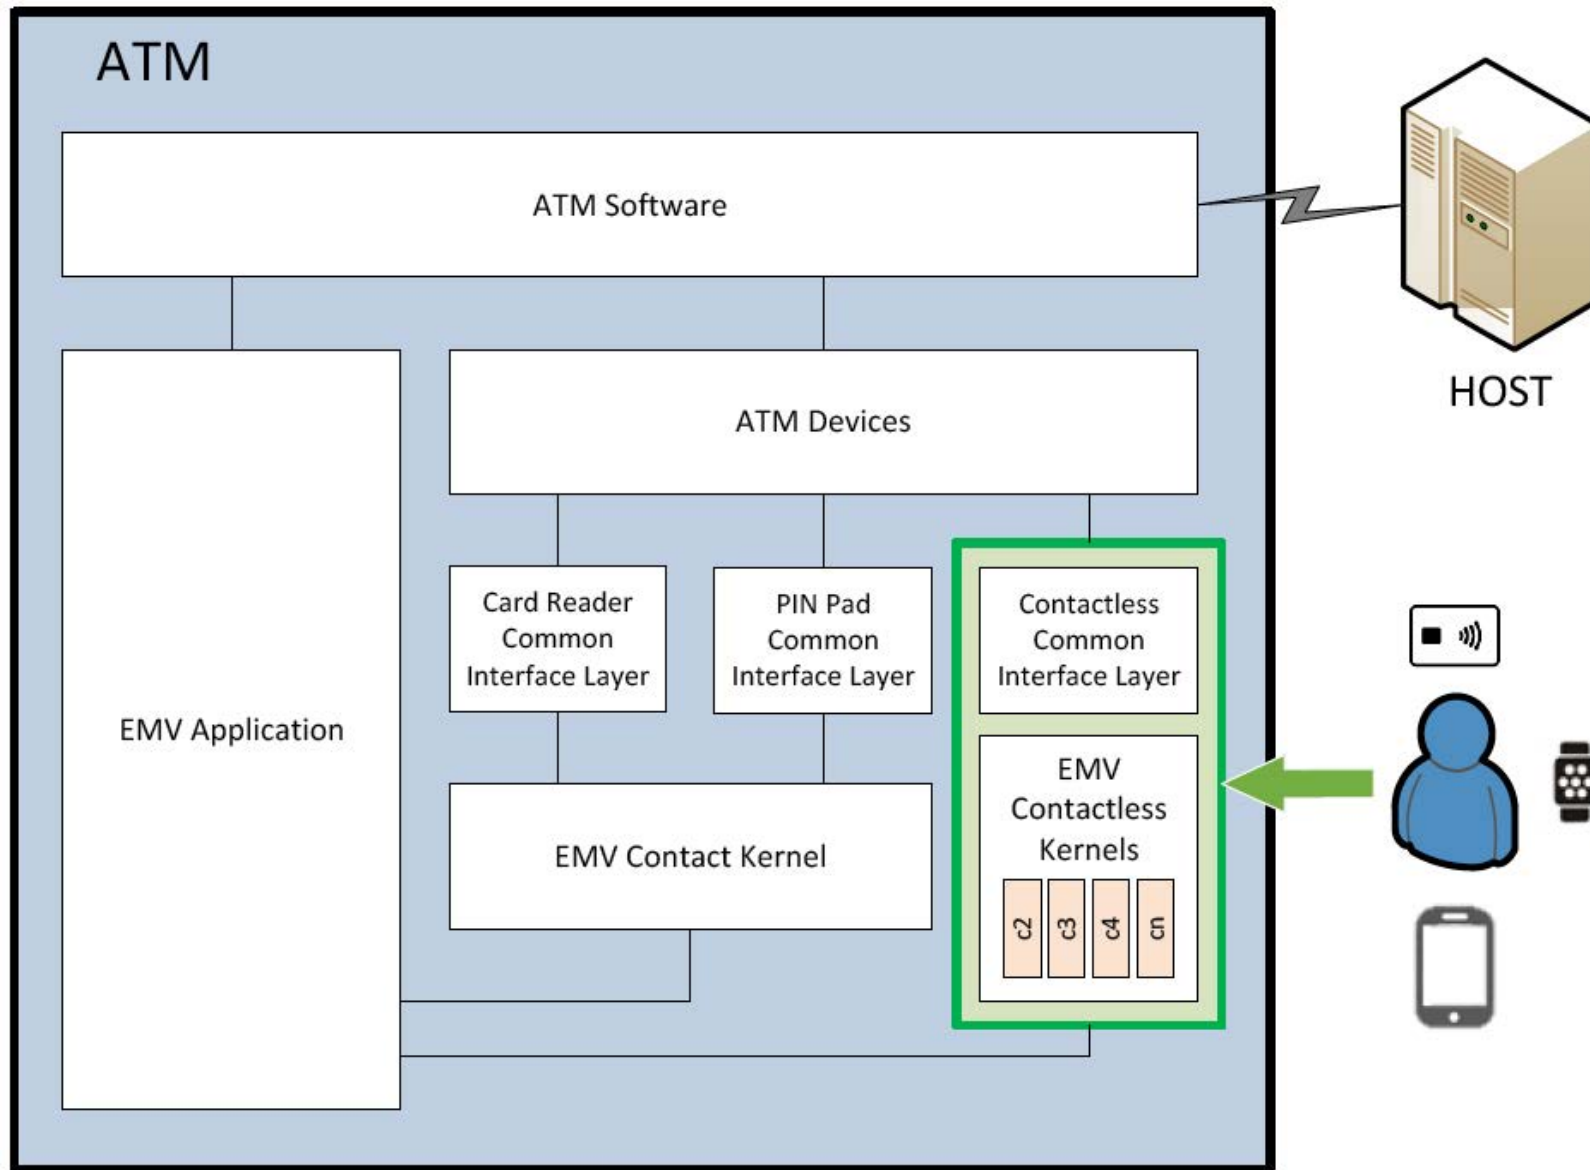 ATM
ATM Software
HOST
ATM Devices
Card Reader
Common
Interface Layer
PIN Pad
Common
Interface Layer
Contactless
Common
Interface Layer
EMV Application
EMV Contact Kernel
EMV
Contactless
Kernels
c2
c3
c4
cn